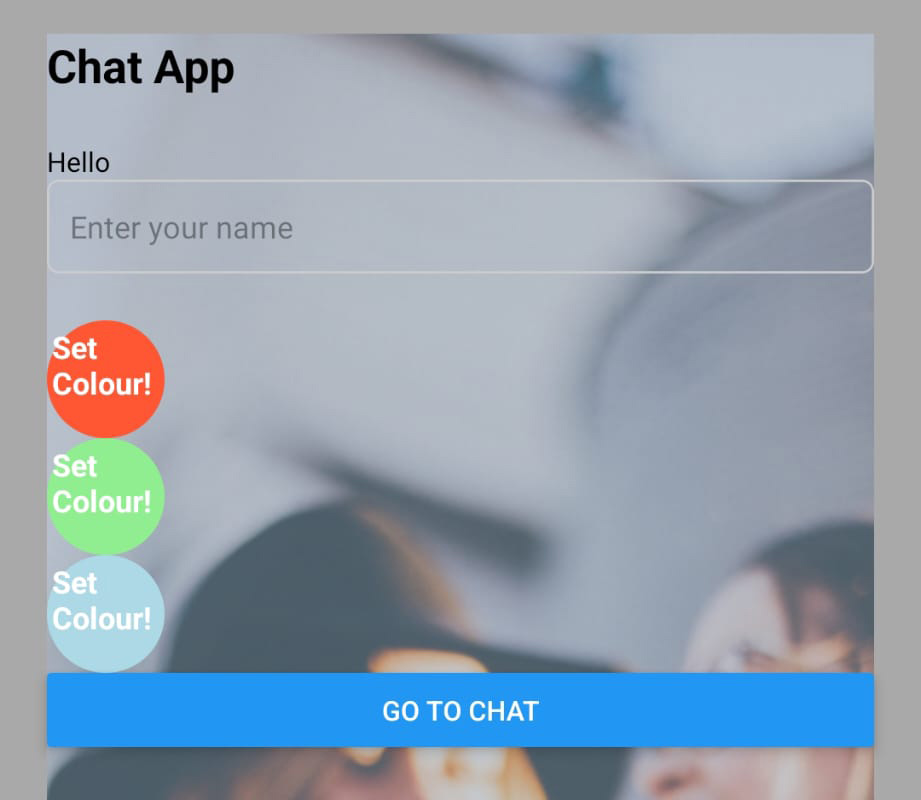 Chat App
Hello
Enter your name
Set
Colour!
Set
Colour!
Set
Colour!
GO TO CHAT